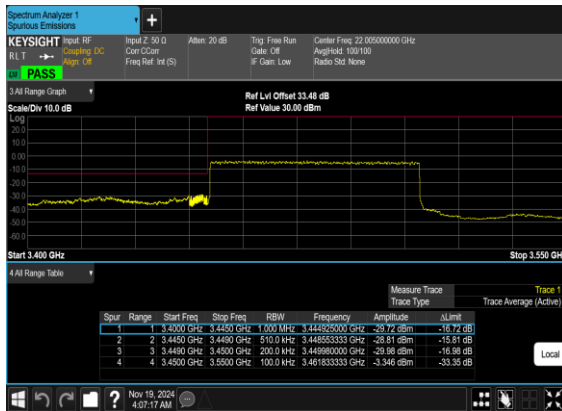 Spectrum Analyzer 1
Spurious Emissions
KEYSIGHT Input: RF Input Z: 50 Ω Atten: 20 dB Trig: Free Run Center Freq: 22.005000000 GHz
RLT Coupling: DC Corr CCorr Gate: Off Avg|Hold: 100/100
Align: Off Freq Ref: Int (S) IF Gain: Low Radio Std: None
PASS
3 All Range Graph
Ref Lvl Offset 33.48 dB
Scale/Div 10.0 dB Ref Value 30.00 dBm
Log
20.0
10.0
0.00
-10.0
-20.0
-30.0
-40.0
-50.0
-60.0
Start 3.400 GHz Stop 3.550 GH
4 All Range Table
Measure Trace Trace 1
Trace Type Trace Average (Active)
Spur Range Start Freq Stop Freq RBW Frequency Amplitude ΔLimit
1 1 3.4000 GHz 3.4450 GHz 1.000 MHz 3.444925000 GHz -29.72 dBm -16.72 dB
2 2 3.4450 GHz 3.4490 GHz 510.0 kHz 3.448553333 GHz -28.81 dBm -15.81 dB
3 3 3.4490 GHz 3.4500 GHz 200.0 kHz 3.449980000 GHz -29.98 dBm -16.98 dB
4 4 3.4500 GHz 3.5500 GHz 100.0 kHz 3.461833333 GHz -3.346 dBm -33.35 dB
Local
Nov 19, 2024
4:07:17 AM